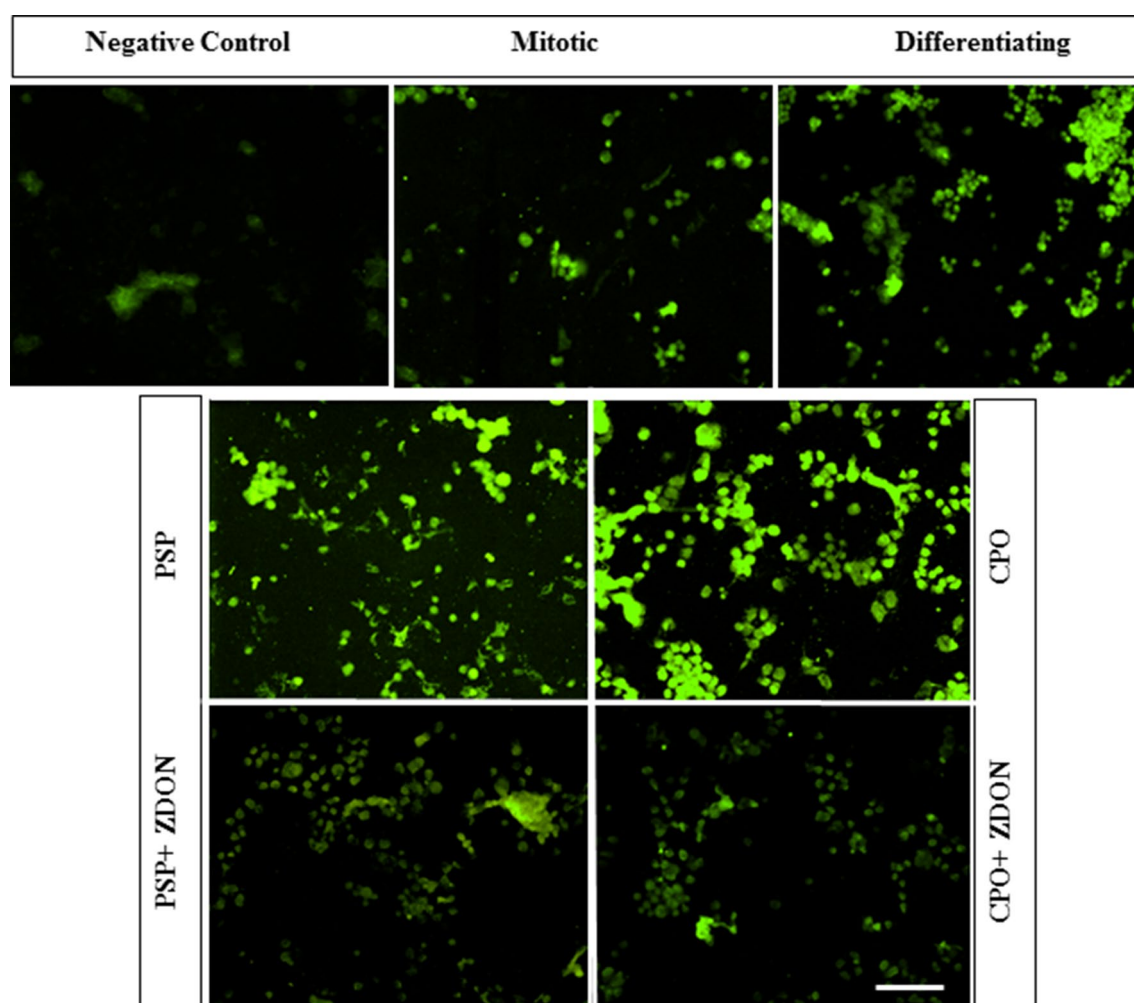 Negative Control
Mitotic
Differentiating
PSP
CPO
PSP+ ZDON
CPO+ ZDON